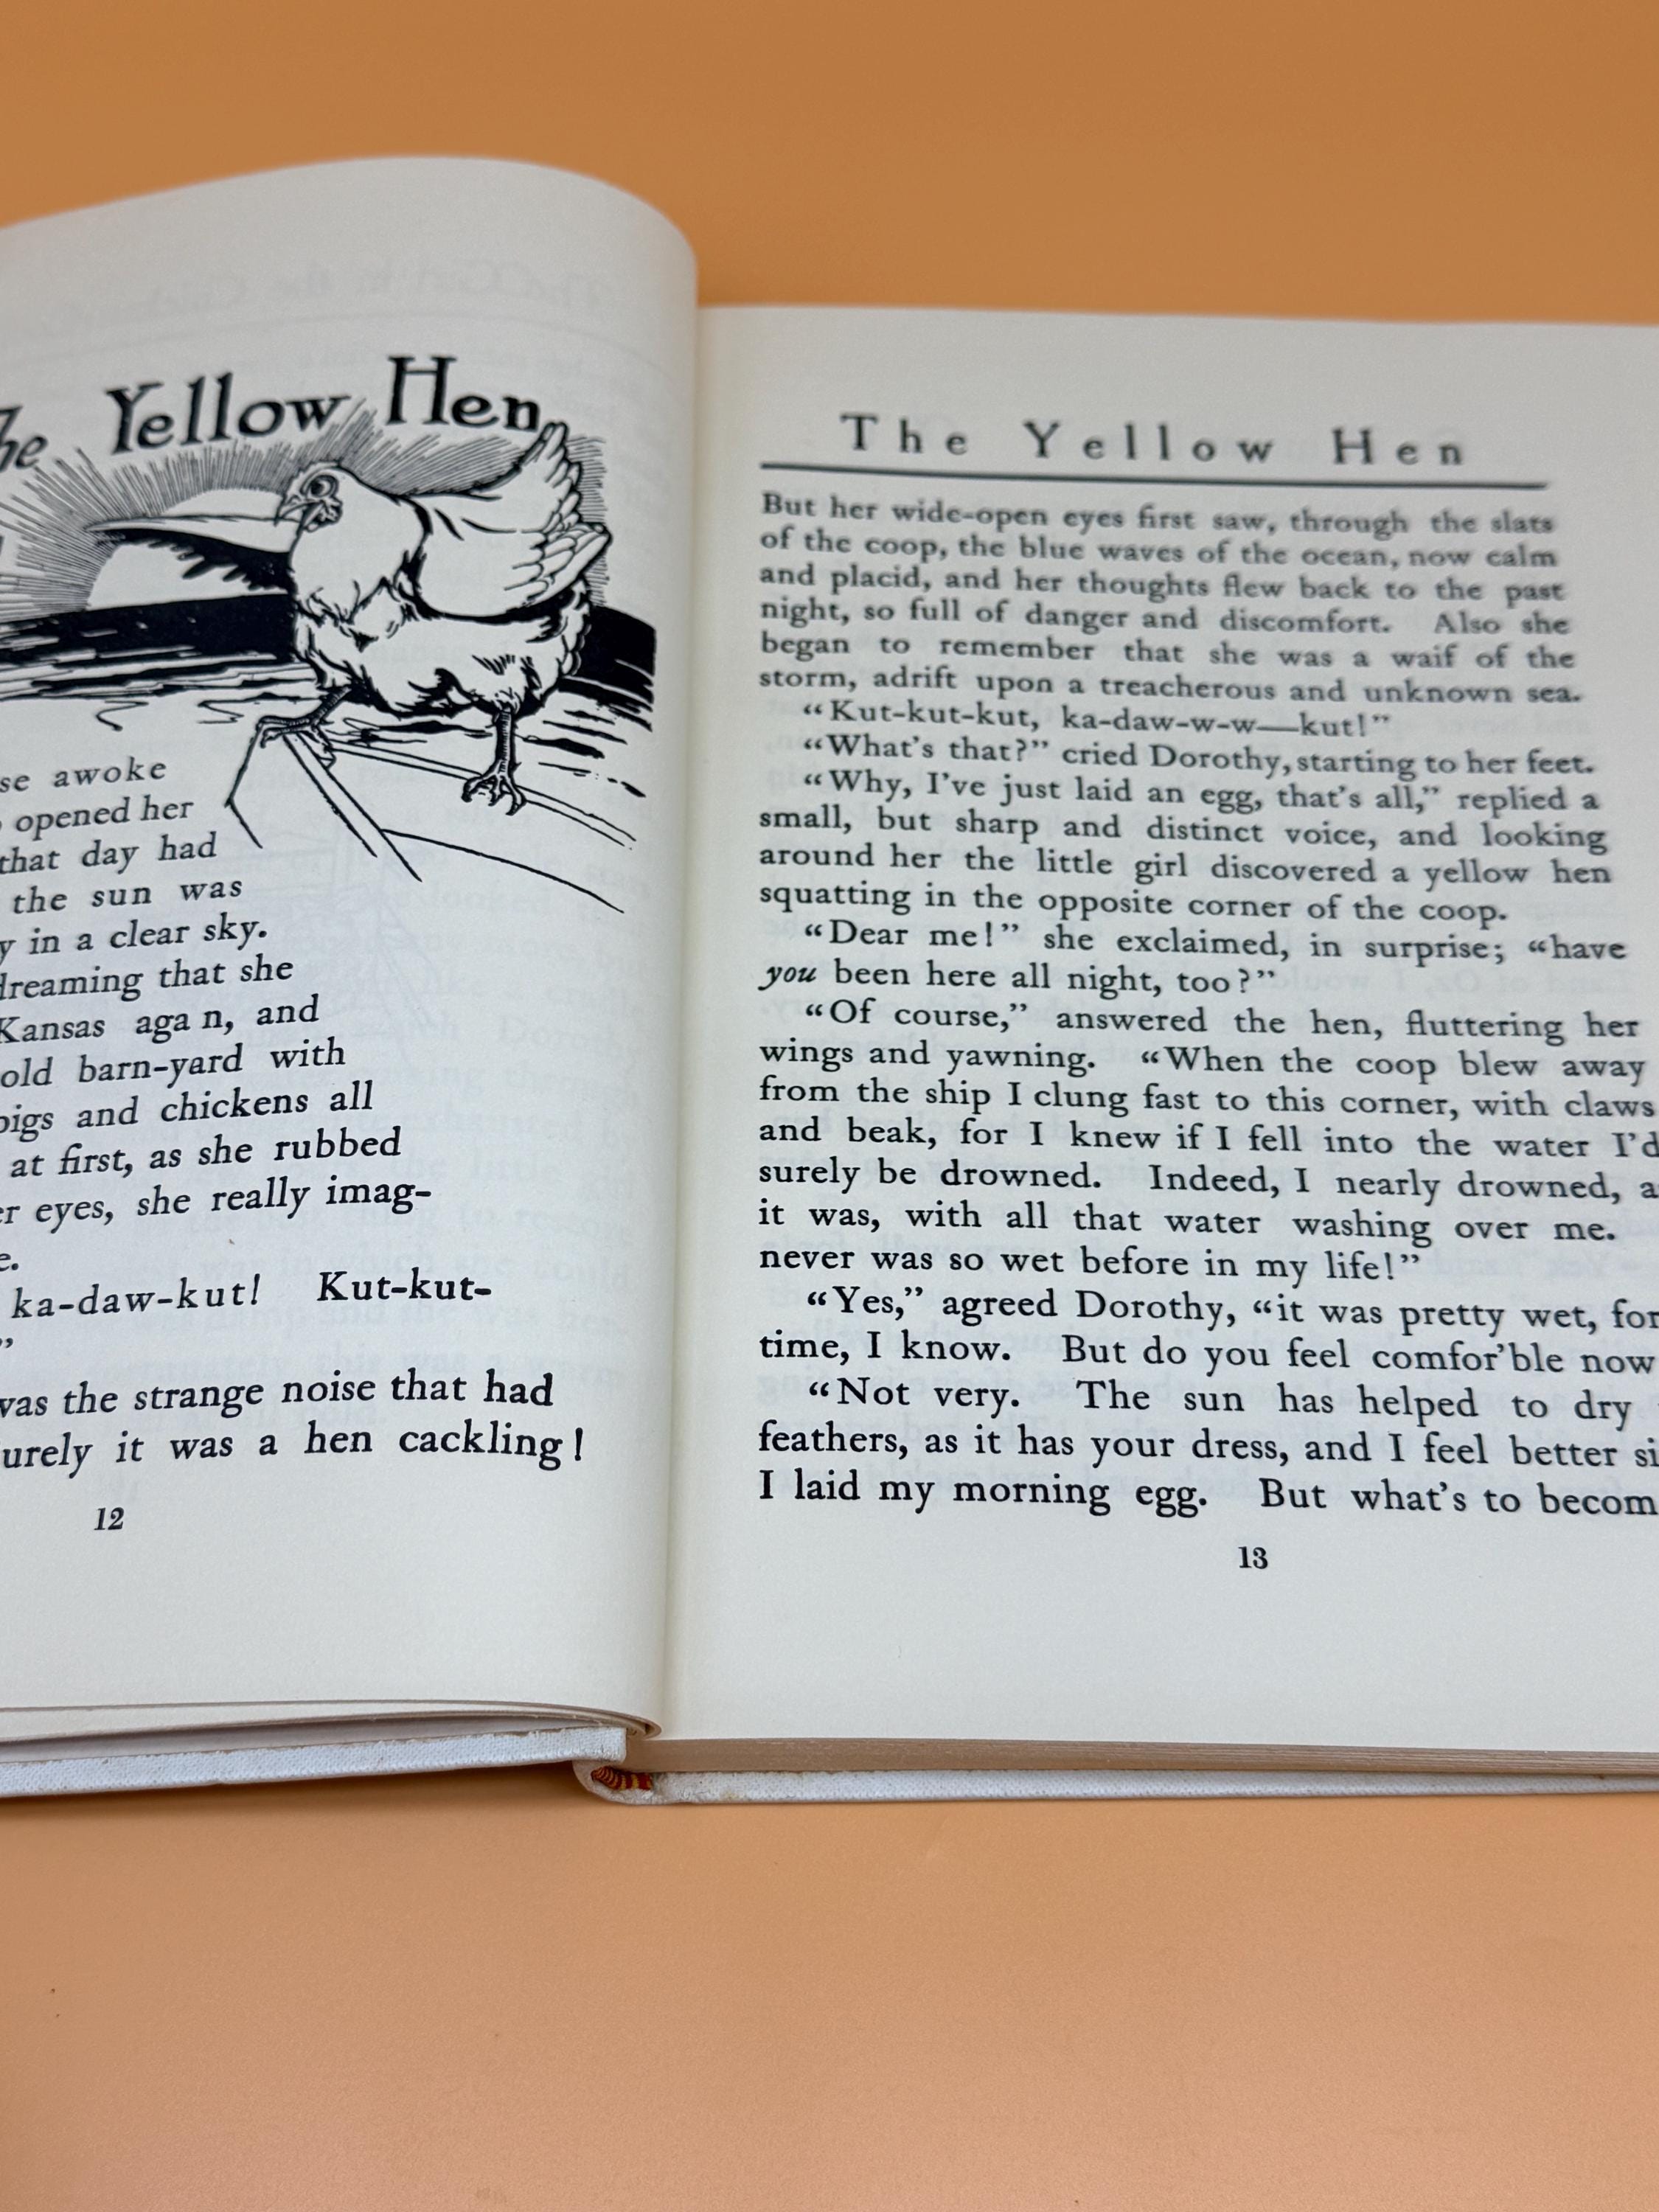 Yellow Hen
se awoke
opened her
that day had
the sun was
y in a clear sky.
dreaming that she
Kansas aga n, and
old barn-yard with
pigs and chickens all
at first, as she rubbed
er eyes, she really imag-
e.
ka-daw-kut! Kut-kut-
”
was the strange noise that had
urely it was a hen cackling!
12
The Yellow Hen
But her wide-open eyes first saw, through the slats
of the coop, the blue waves of the ocean, now calm
and placid, and her thoughts flew back to the past
night, so full of danger and discomfort. Also she
began to remember that she was a waif of the
storm, adrift upon a treacherous and unknown sea.
“Kut-kut-kut, ka-daw-w-w—kut!”
“What's that?” cried Dorothy, starting to her feet.
“Why, I've just laid an egg, that's all,” replied a
small, but sharp and distinct voice, and looking
around her the little girl discovered a yellow hen
squatting in the opposite corner of the coop.
“Dear me!” she exclaimed, in surprise; “have
you been here all night, too?”
“Of course,” answered the hen, fluttering her
wings and yawning. “When the coop blew away
from the ship I clung fast to this corner, with claws
and beak, for I knew if I fell into the water I'd
surely be drowned. Indeed, I nearly drowned, a
it was, with all that water washing over me.
never was so wet before in my life!”
“Yes,” agreed Dorothy, “it was pretty wet, for
time, I know. But do you feel comfor'ble now
“Not very. The sun has helped to dry
feathers, as it has your dress, and I feel better si
I laid my morning egg. But what's to becom
13